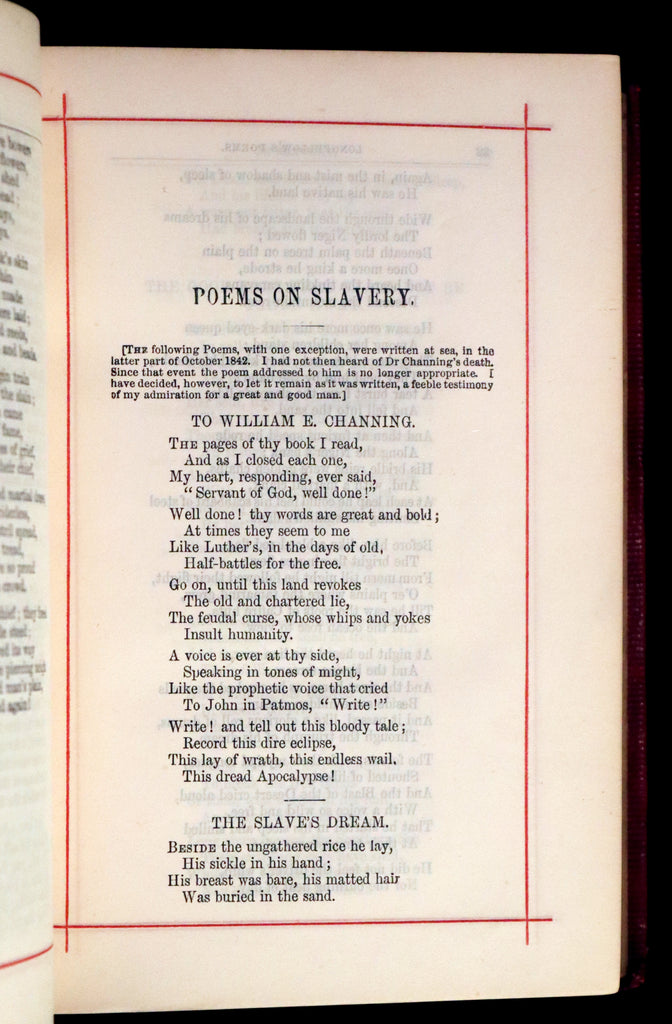 POEMS ON SLAVERY.
[THE following Poems, with one exception, were written at sea, in the
latter part of October 1842. I had not then heard of Dr Channing's death.
Since that event the poem addressed to him is no longer appropriate. I
have decided, however, to let it remain as it was written, a feeble testimony
of my admiration for a great and good man.]
TO WILLIAM E. CHANNING.
THE pages of thy book I read,
And as I closed each one,
My heart, responding, ever said,
"Servant of God, well done!"
Well done! thy words are great and bold;
At times they seem to me
Like Luther's, in the days of old,
Half-battles for the free.
Go on, until this land revokes
The old and chartered lie,
The feudal curse, whose whips and yokes
Insult humanity.
A voice is ever at thy side,
Speaking in tones of might,
Like the prophetic voice that cried
To John in Patmos, "Write!"
Write! and tell out this bloody tale;
Record this dire eclipse,
This lay of wrath, this endless wail,
This dread Apocalypse!
THE SLAVE'S DREAM.
BESIDE the ungathered rice he lay,
His sickle in his hand;
His breast was bare, his matted hair
Was buried in the sand.